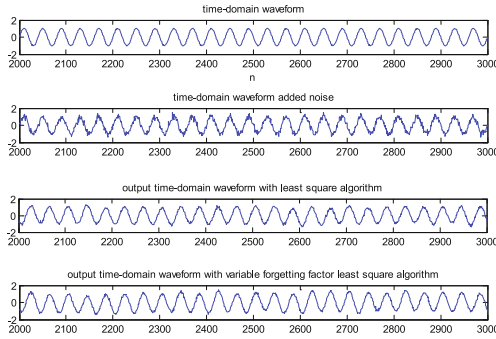 time-domain waveform
2
0
-2
2000 2100 2200 2300 2400 2500 2600 2700 2800 2900 3000
n
time-domain waveform added noise
2
0
-2
2000 2100 2200 2300 2400 2500 2600 2700 2800 2900 3000
output time-domain waveform with least square algorithm
2
0
-2
2000 2100 2200 2300 2400 2500 2600 2700 2800 2900 3000
output time-domain waveform with variable forgetting factor least square algorithm
2
0
-2
2000 2100 2200 2300 2400 2500 2600 2700 2800 2900 3000